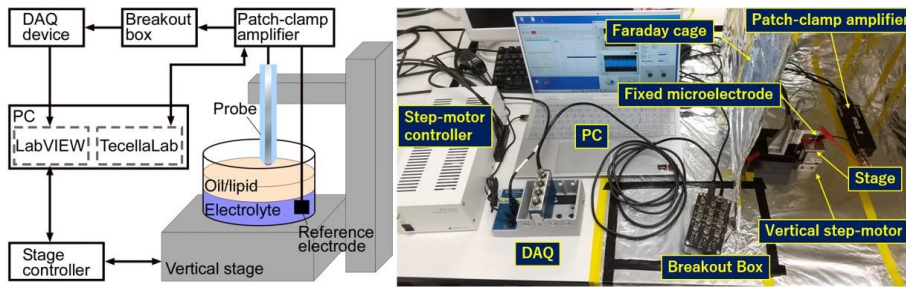 DAQ
device
Breakout
box
Patch-clamp
amplifier
PC
LabVIEW
TecellaLab
Probe
Oil/lipid
Electrolyte
Reference
electrode
Stage
controller
Vertical stage
Faraday cage
Patch-clamp amplifier
Fixed microelectrode
Step-motor
controller
PC
Stage
DAQ
Vertical step-motor
Breakout Box